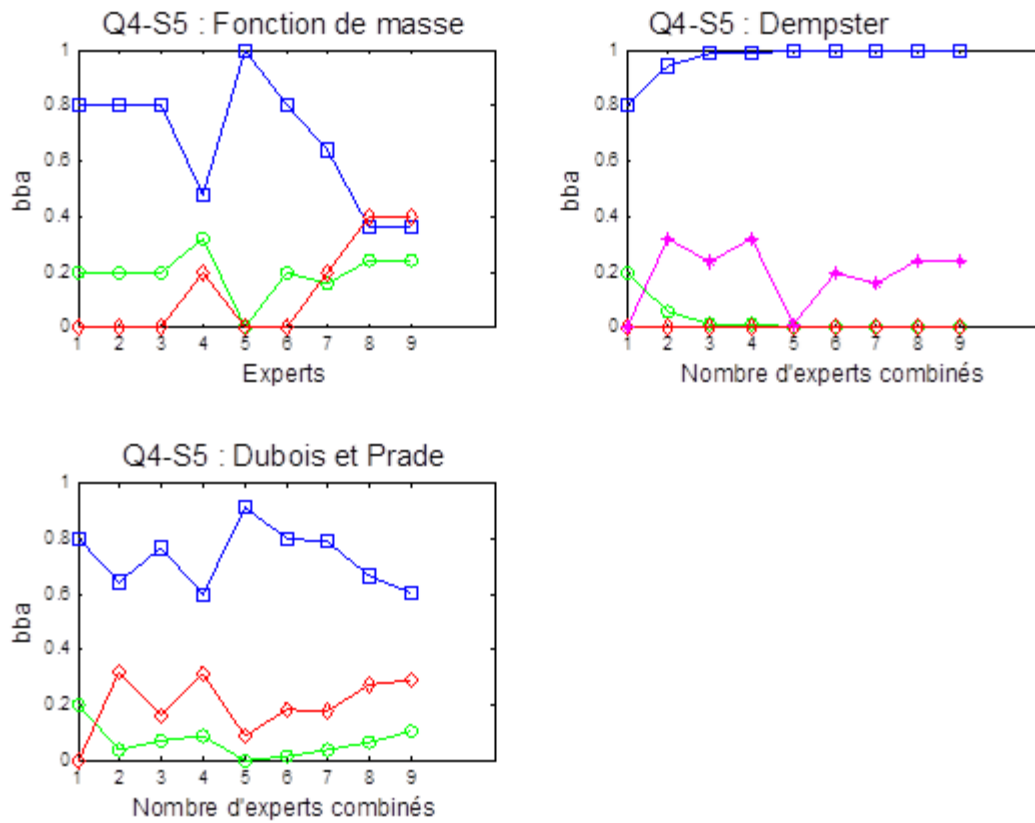 Q4-S5 : Fonction de masse
1
0.8
0.6
0.4
0.2
0
bba
1 2 3 4 5 6 7 8 9
Experts
Q4-S5 : Dempster
1
0.8
0.6
0.4
0.2
0
bba
1 2 3 4 5 6 7 8 9
Nombre d'experts combinés
Q4-S5 : Dubois et Prade
1
0.8
0.6
0.4
0.2
0
bba
1 2 3 4 5 6 7 8 9
Nombre d'experts combinés